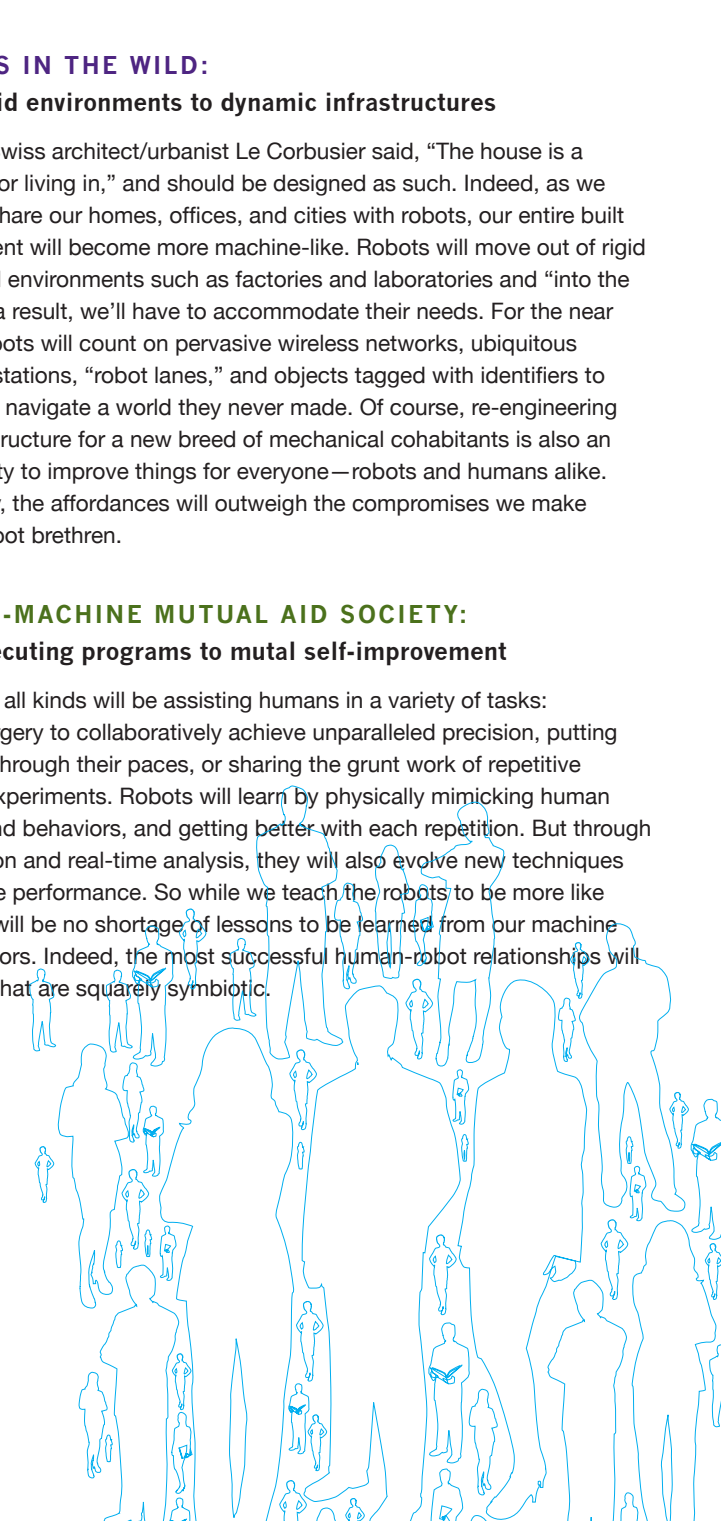 S IN THE WILD:
id environments to dynamic infrastructures
wiss architect/urbanist Le Corbusier said, “The house is a
or living in,” and should be designed as such. Indeed, as we
hare our homes, offices, and cities with robots, our entire built
ent will become more machine-like. Robots will move out of rigid
environments such as factories and laboratories and “into the
a result, we’ll have to accommodate their needs. For the near
ots will count on pervasive wireless networks, ubiquitous
stations, “robot lanes,” and objects tagged with identifiers to
navigate a world they never made. Of course, re-engineering
ructure for a new breed of mechanical cohabitants is also an
ty to improve things for everyone—robots and humans alike.
, the affordances will outweigh the compromises we make
bot brethren.
-MACHINE MUTUAL AID SOCIETY:
ecuting programs to mutal self-improvement
all kinds will be assisting humans in a variety of tasks:
rgery to collaboratively achieve unparalleled precision, putting
hrough their paces, or sharing the grunt work of repetitive
xperiments. Robots will learn by physically mimicking human
nd behaviors, and getting better with each repetition. But through
on and real-time analysis, they will also evolve new techniques
e performance. So while we teach the robots to be more like
will be no shortage of lessons to be learned from our machine
ors. Indeed, the most successful human-robot relationships will
hat are squarely symbiotic.